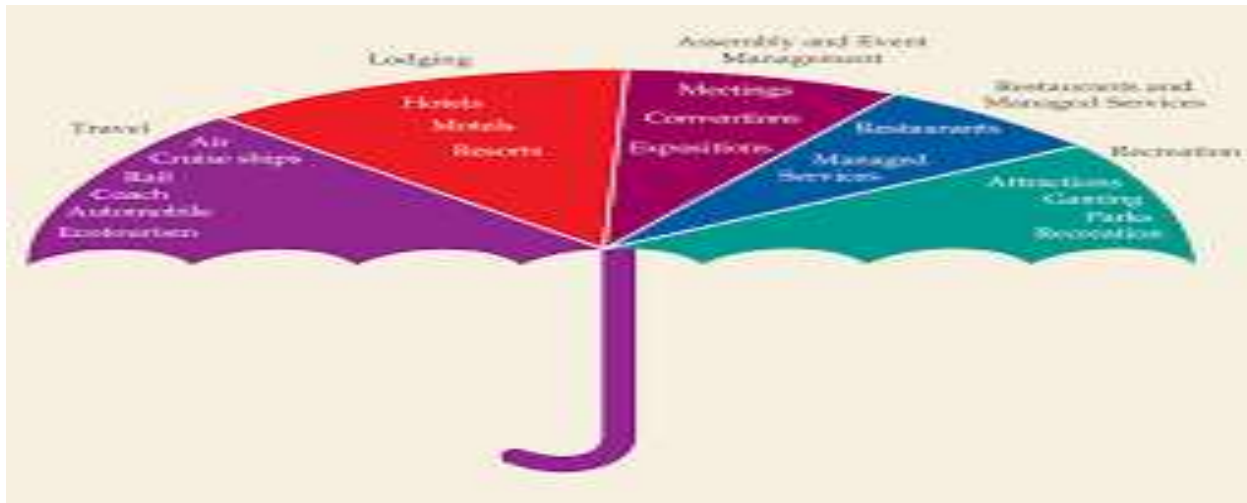 Travel
Air
Cruise ships
Rail
Coach
Automobile
Ecotourism
Lodging
Hotels
Motels
Resorts
Assembly and Event
Management
Meetings
Conventions
Expositions
Restaurants and
Managed Services
Restaurants
Managed
Services
Recreation
Attractions
Gaming
Parks
Recreation